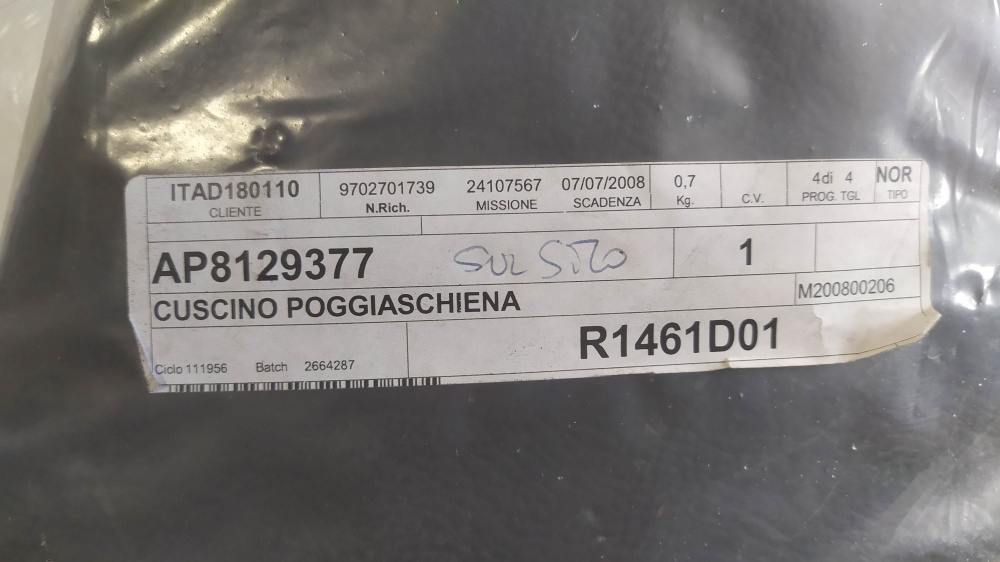 ITAD180110 9702701739 24107567 07/07/2008 0,7 4di 4 NOR
CLIENTE N.Rich. MISSIONE SCADENZA Kg. C.V. PROG. TGL TIPO
AP8129377 SUL SITO 1
CUSCINO POGGIASCHIENA M200800206
R1461D01
Ciclo 111956 Batch 2664287